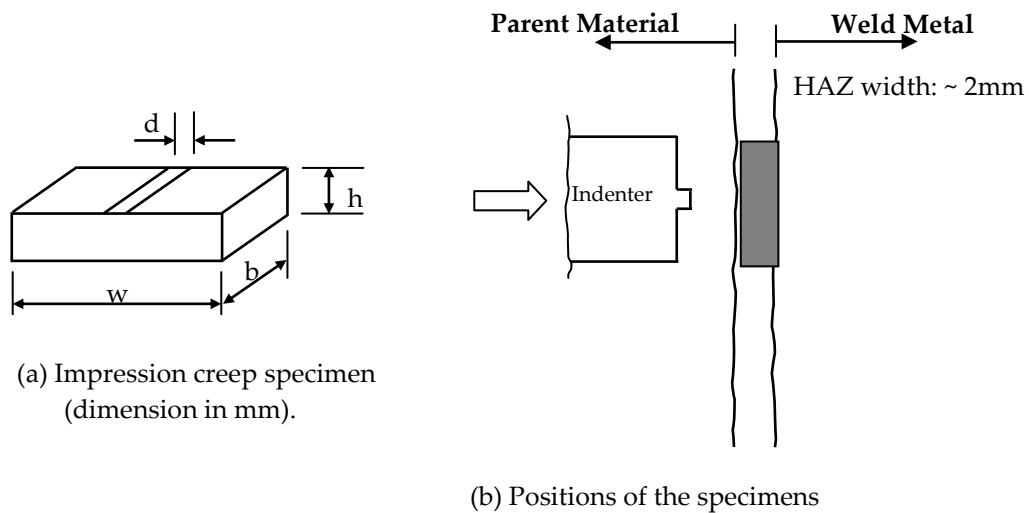 Parent Material
Weld Metal
HAZ width: ~ 2mm
d
h
b
w
Indenter
(a) Impression creep specimen
(dimension in mm).
(b) Positions of the specimens